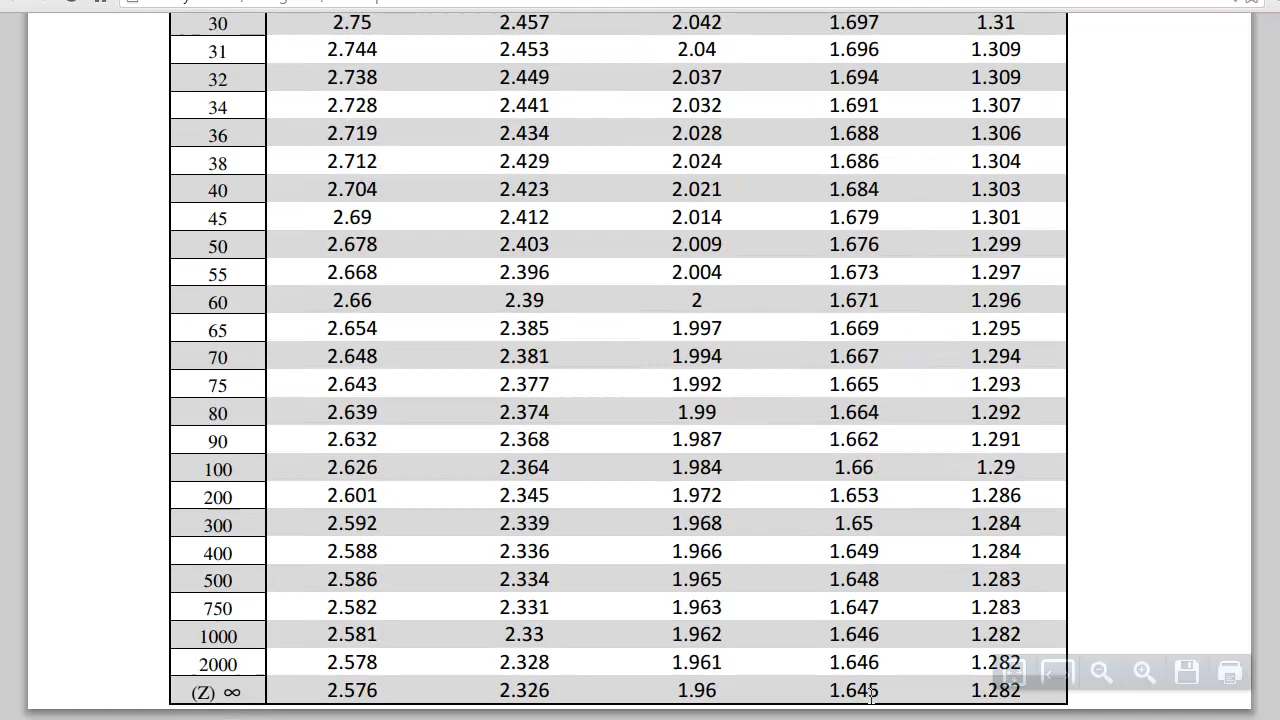 30 2.75 2.457 2.042 1.697 1.31
31 2.744 2.453 2.04 1.696 1.309
32 2.738 2.449 2.037 1.694 1.309
34 2.728 2.441 2.032 1.691 1.307
36 2.719 2.434 2.028 1.688 1.306
38 2.712 2.429 2.024 1.686 1.304
40 2.704 2.423 2.021 1.684 1.303
45 2.69 2.412 2.014 1.679 1.301
50 2.678 2.403 2.009 1.676 1.299
55 2.668 2.396 2.004 1.673 1.297
60 2.66 2.39 2 1.671 1.296
65 2.654 2.385 1.997 1.669 1.295
70 2.648 2.381 1.994 1.667 1.294
75 2.643 2.377 1.992 1.665 1.293
80 2.639 2.374 1.99 1.664 1.292
90 2.632 2.368 1.987 1.662 1.291
100 2.626 2.364 1.984 1.66 1.29
200 2.601 2.345 1.972 1.653 1.286
300 2.592 2.339 1.968 1.65 1.284
400 2.588 2.336 1.966 1.649 1.284
500 2.586 2.334 1.965 1.648 1.283
750 2.582 2.331 1.963 1.647 1.283
1000 2.581 2.33 1.962 1.646 1.282
2000 2.578 2.328 1.961 1.646 1.282
(Z) ∞ 2.576 2.326 1.96 1.645 1.282